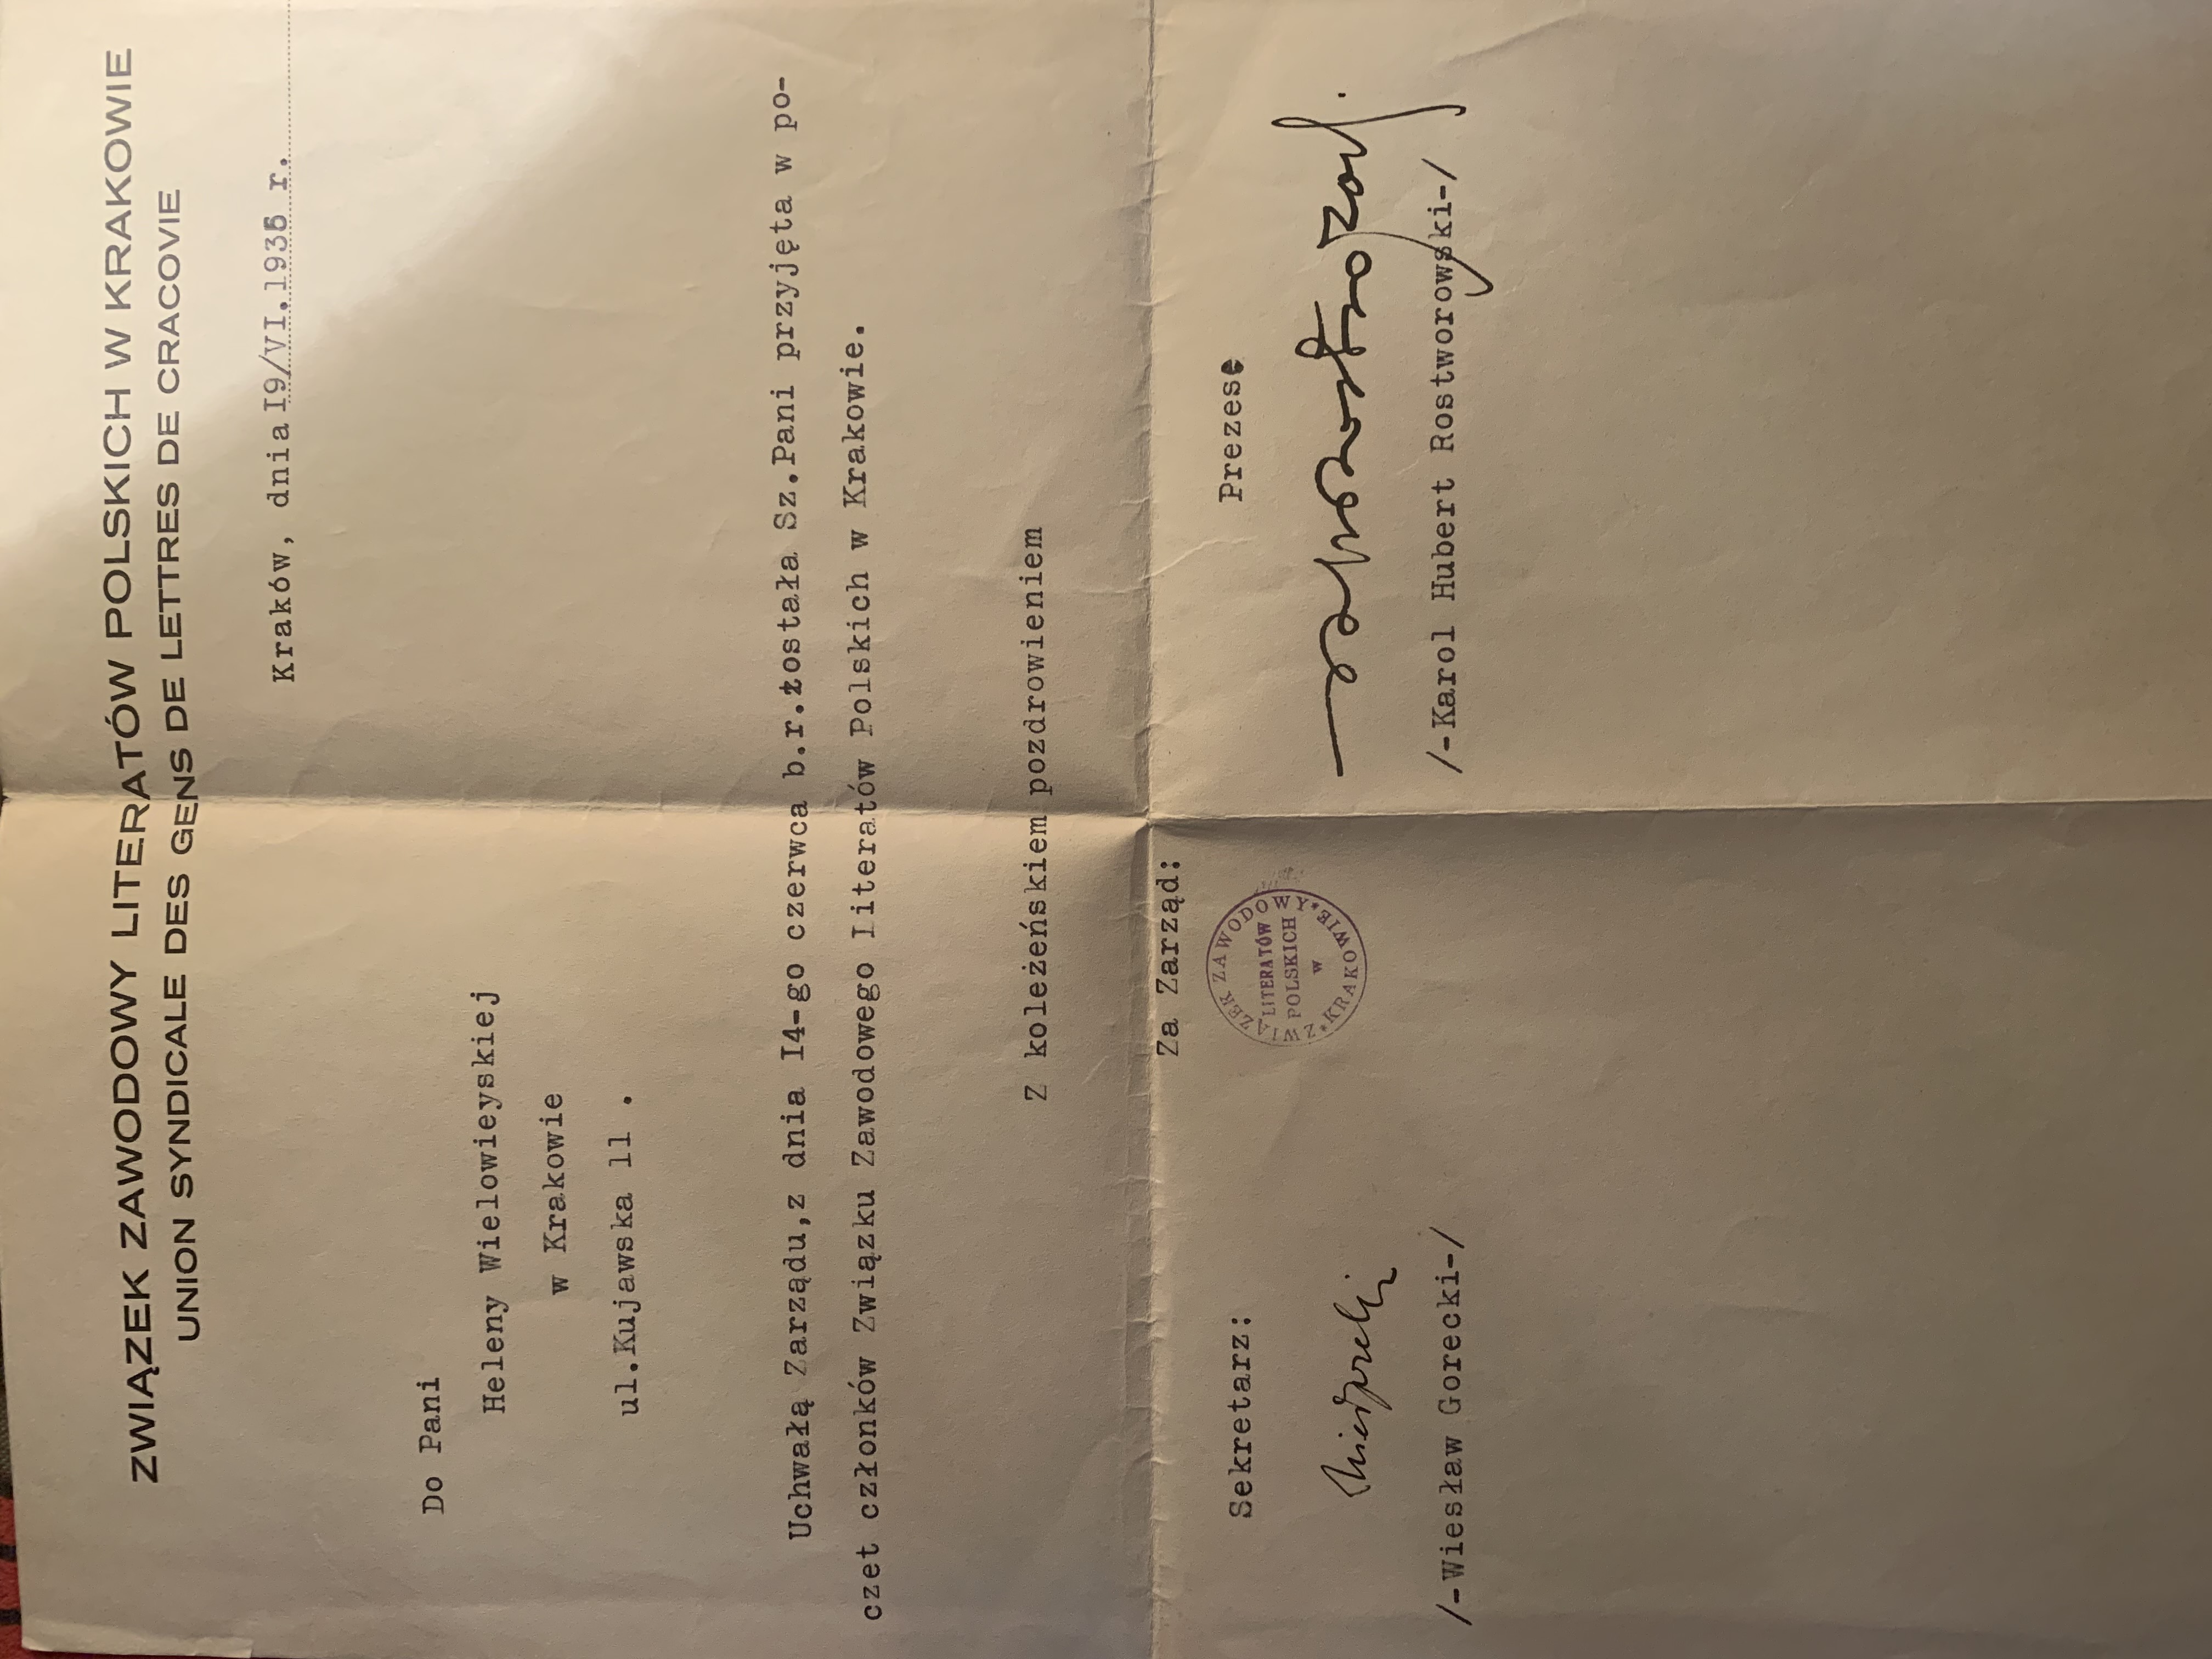 ZWIĄZEK ZAWODOWY LITERATÓW POLSKICH W KRAKOWIE
UNION SYNDICALE DES GENS DE LETTRES DE CRACOVIE
Kraków, dnia I9/VI.1935 r.
Do Pani
Heleny Wielowieyskiej
w Krakowie
ul.Kujawska 11 .
Uchwałą Zarządu,z dnia I4-go czerwca b.r.została Sz.Pani przyjęta w po-
czet członków Związku Zawodowego Literatów Polskich w Krakowie.
Z koleżeńskiem pozdrowieniem
Za Zarząd:
Sekretarz:
Prezes
ZWIĄZEK ZAWODOWY
LITERATÓW
POLSKICH
w
*KRAKOWIE*
/-Wiesław Gorecki-/
/-Karol Hubert Rostworowski-/